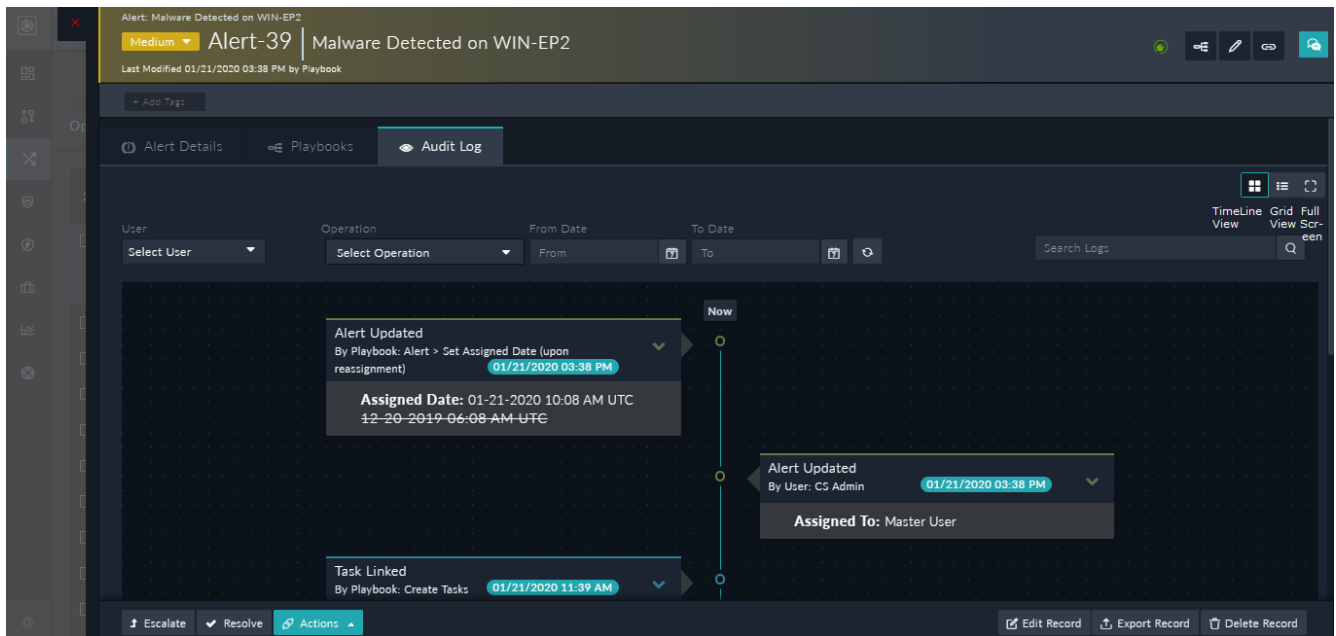 Alert: Malware Detected on WIN-EP2
Medium Alert-39 Malware Detected on WIN-EP2
Last Modified 01/21/2020 03:38 PM by Playbook
+ Add Tags
Op
Alert Details Playbooks Audit Log
TimeLine View Grid View Full Scr-een
User Operation From Date To Date
Select User Select Operation From To Search Logs
Now
Alert Updated
By Playbook: Alert > Set Assigned Date (upon
reassignment) 01/21/2020 03:38 PM
Assigned Date: 01-21-2020 10:08 AM UTC
12-20-2019 06:08 AM UTC
Alert Updated
By User: CS Admin 01/21/2020 03:38 PM
Assigned To: Master User
Task Linked
By Playbook: Create Tasks 01/21/2020 11:39 AM
Escalate Resolve Actions Edit Record Export Record Delete Record